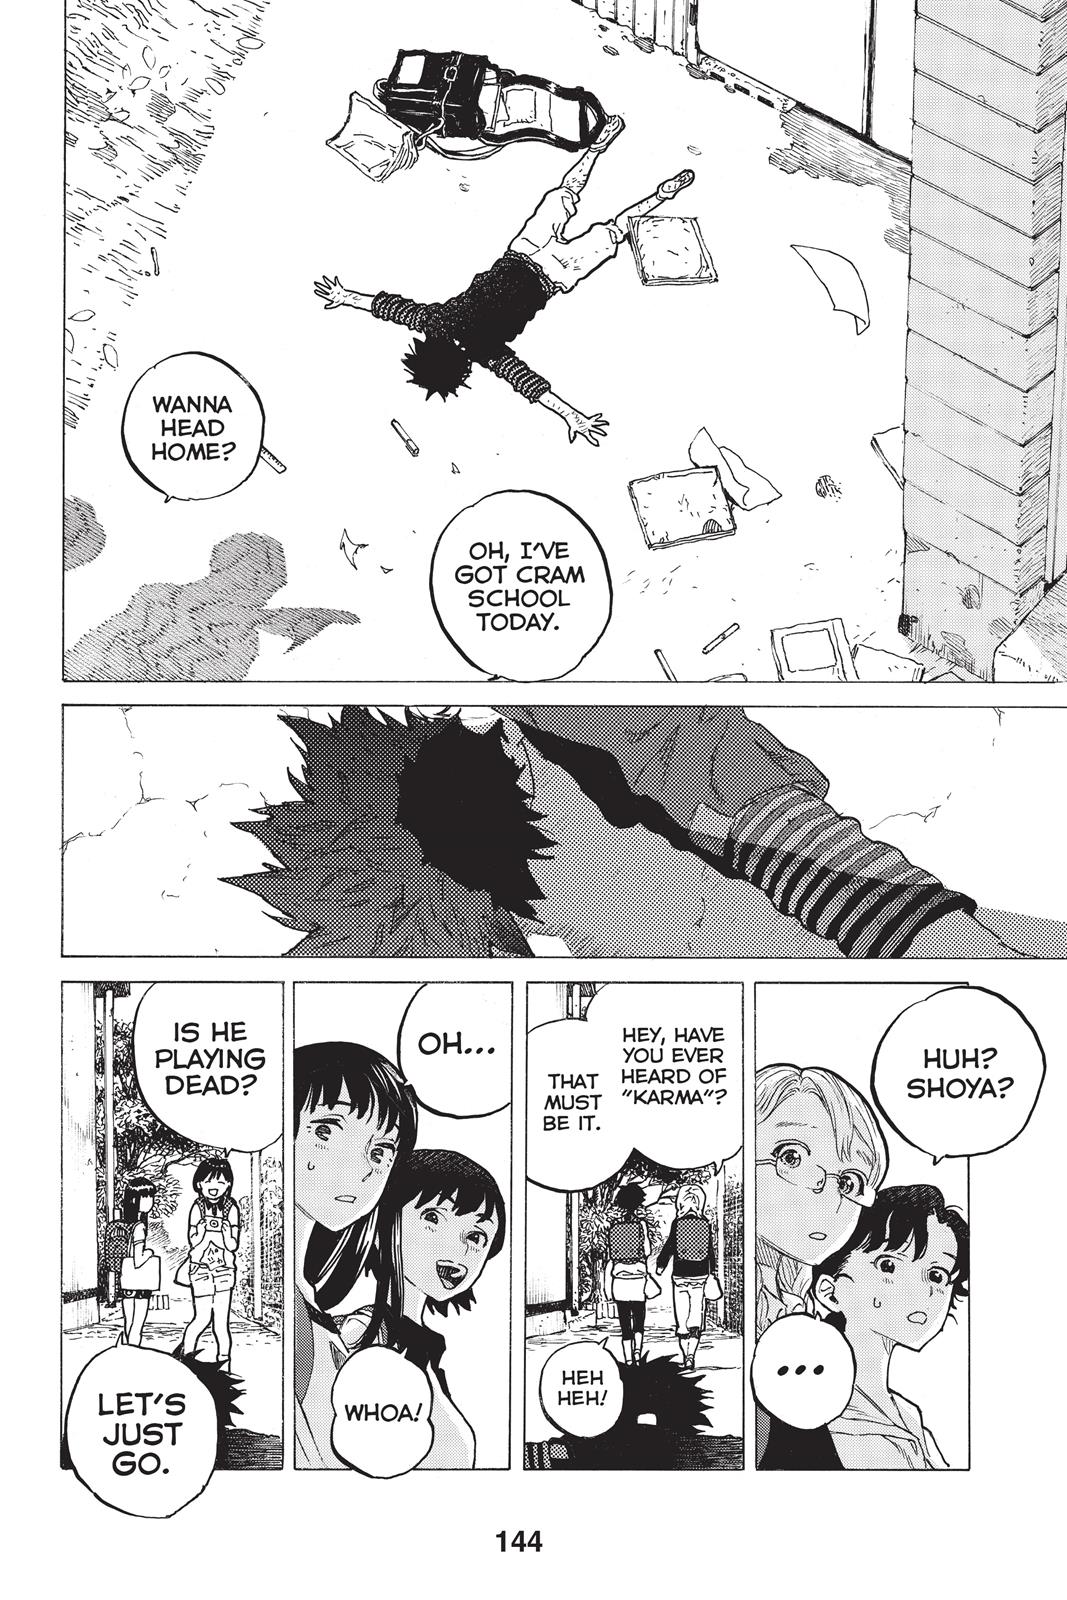 OH, I'VE
GOT CRAM
SCHOOL
TODAY.
WANNA
HEAD
HOME?
HUH?
SHOYA?
...
HEY, HAVE
YOU EVER
HEARD OF
"KARMA"?
THAT
MUST
BE IT.
HEH
HEH!
OH...
WHOA!
IS HE
PLAYING
DEAD?
LET'S
JUST
GO.
144